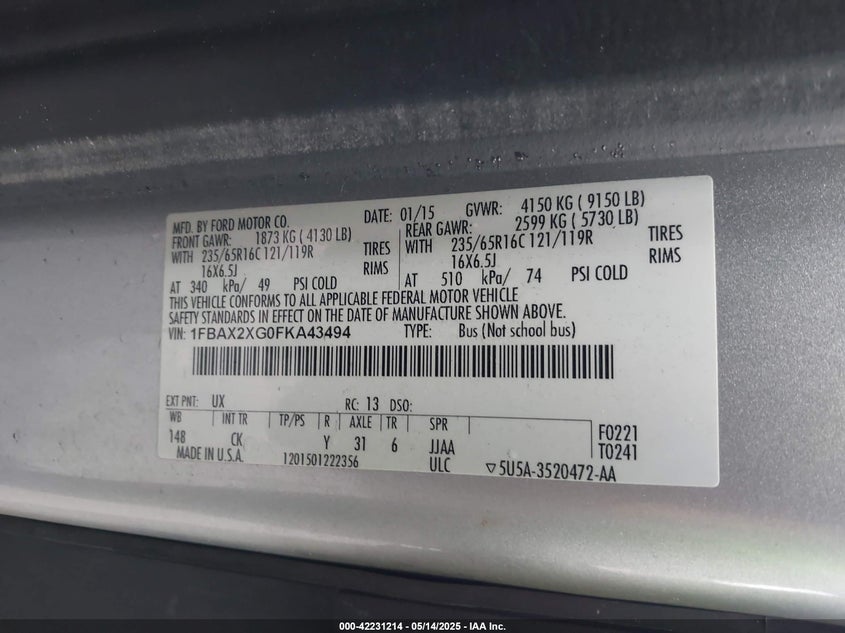 MFD. BY FORD MOTOR CO. DATE: 01/15 GVWR: 4150 KG ( 9150 LB)
FRONT GAWR: 1873 KG ( 4130 LB) REAR GAWR: 2599 KG ( 5730 LB)
WITH 235/65R16C 121/119R TIRES WITH 235/65R16C 121/119R TIRES
16X6.5J RIMS 16X6.5J RIMS
AT 340 kPa/ 49 PSI COLD AT 510 kPa/ 74 PSI COLD
THIS VEHICLE CONFORMS TO ALL APPLICABLE FEDERAL MOTOR VEHICLE
SAFETY STANDARDS IN EFFECT ON THE DATE OF MANUFACTURE SHOWN ABOVE.
VIN: 1FBAX2XG0FKA43494 TYPE: Bus (Not school bus)
EXT PNT: UX RC: 13 DSO:
WB INT TR TP/PS R AXLE TR SPR
148 CK Y 31 6 JJAA F0221
MADE IN U.S.A. 1201501222356 ULC T0241
▽5U5A-3520472-AA
000-42231214 — 05/14/2025 — IAA Inc.